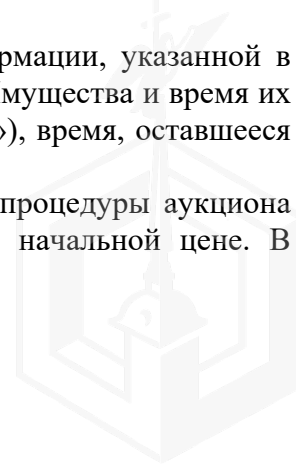 рмации, указанной в
мущества и время их
»), время, оставшееся
процедуры аукциона
начальной цене. В